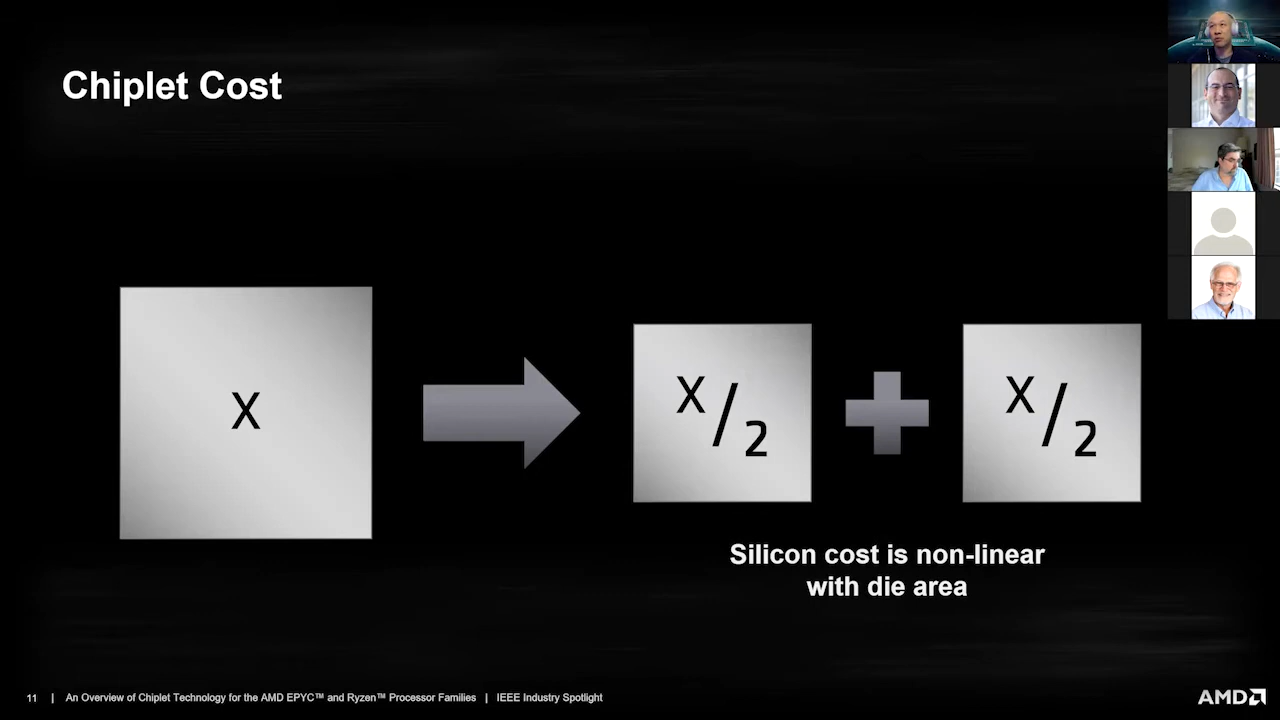 Chiplet Cost
X
X/2
X/2
Silicon cost is non-linear
with die area
11 | An Overview of Chiplet Technology for the AMD EPYC™ and Ryzen™ Processor Families | IEEE Industry Spotlight
AMD